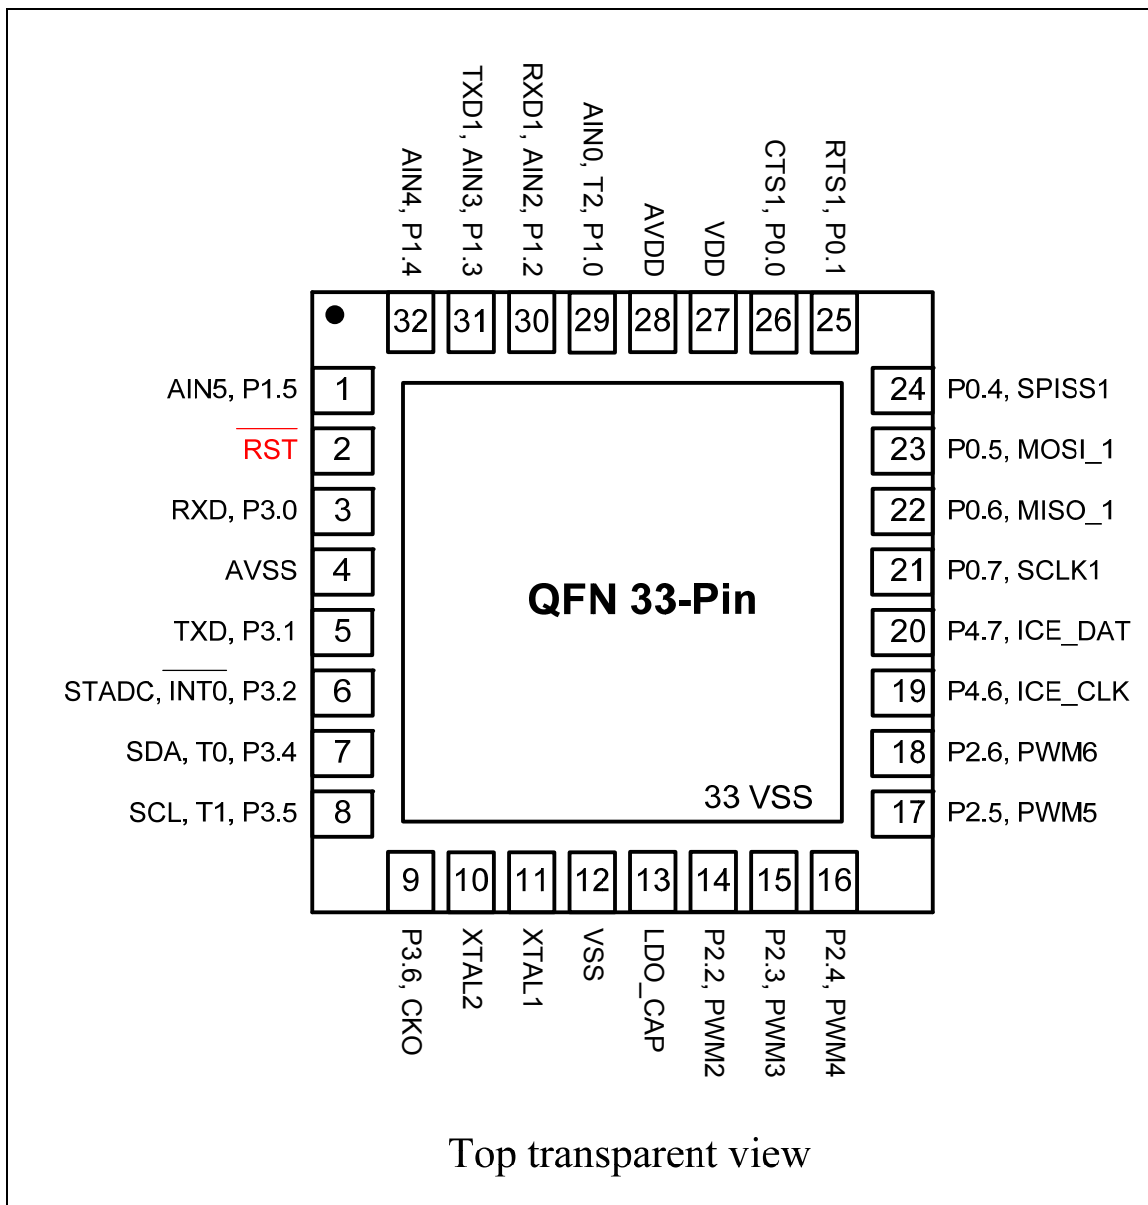 AIN4, P1.4
TXD1, AIN3, P1.3
RXD1, AIN2, P1.2
AIN0, T2, P1.0
AVDD
VDD
CTS1, P0.0
RTS1, P0.1
32 31 30 29 28 27 26 25
AIN5, P1.5 1
RST 2
RXD, P3.0 3
AVSS 4
TXD, P3.1 5
STADC, INT0, P3.2 6
SDA, T0, P3.4 7
SCL, T1, P3.5 8
QFN 33-Pin
33 VSS
24 P0.4, SPISS1
23 P0.5, MOSI_1
22 P0.6, MISO_1
21 P0.7, SCLK1
20 P4.7, ICE_DAT
19 P4.6, ICE_CLK
18 P2.6, PWM6
17 P2.5, PWM5
9 10 11 12 13 14 15 16
P3.6, CKO
XTAL2
XTAL1
VSS
LDO_CAP
P2.2, PWM2
P2.3, PWM3
P2.4, PWM4
Top transparent view